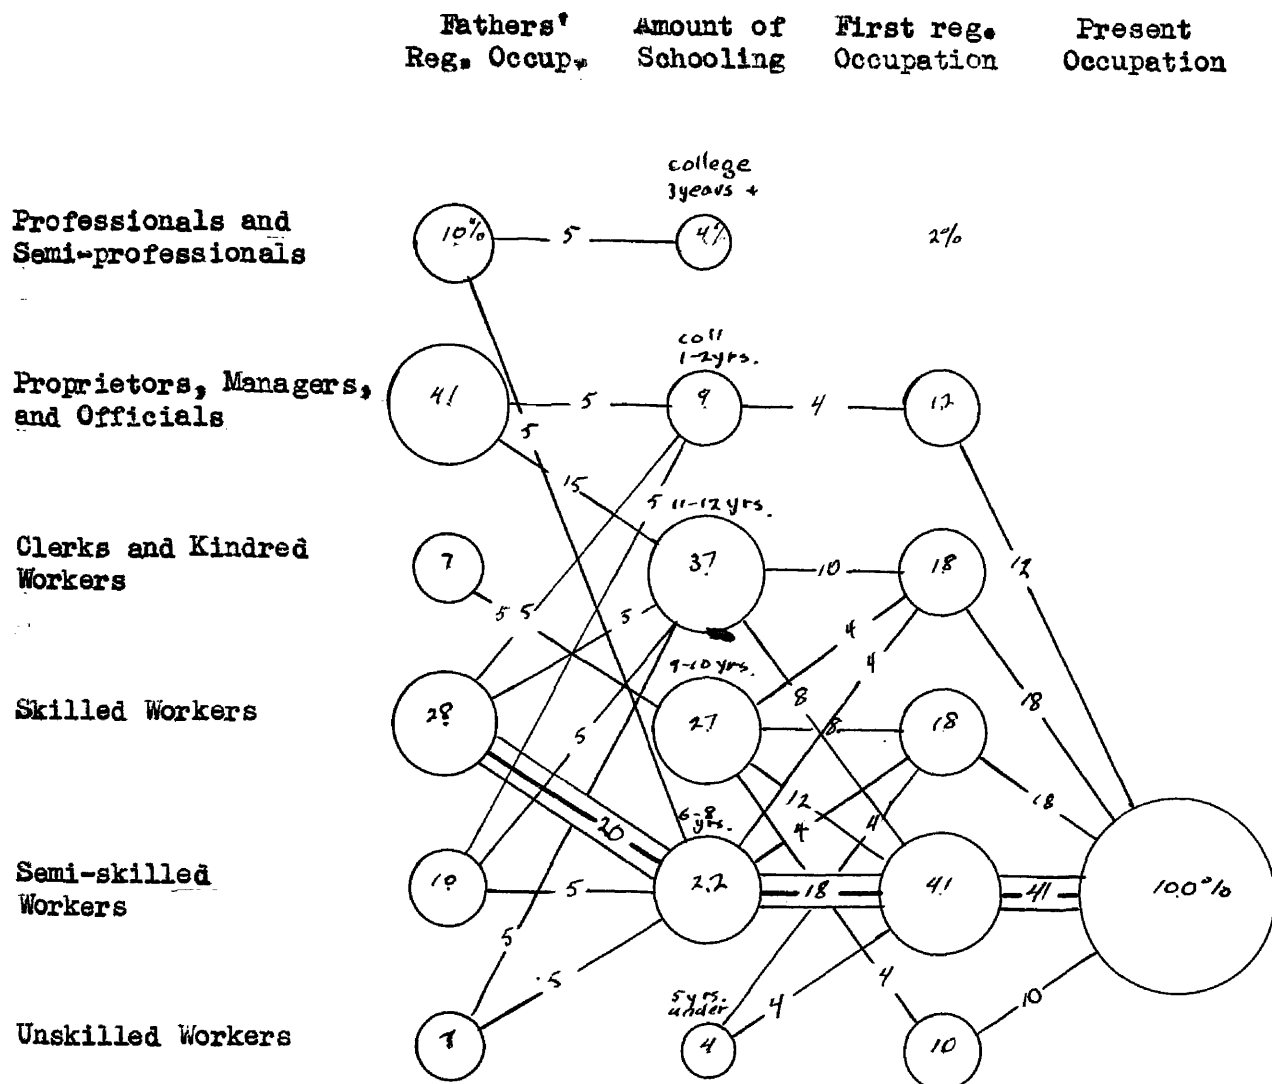 Fathers' Amount of First reg. Present
Reg. Occup. Schooling Occupation Occupation
college
3 years +
Professionals and
Semi-professionals
10% 5 4% 2%
coll
1-2 yrs.
Proprietors, Managers,
and Officials
41 5 9 4 12
5
15 5 11-12 yrs.
Clerks and Kindred
Workers
7 37 10 18 12
5 5 5 4
9-10 yrs. 4
Skilled Workers
28 27 8 8 18 18
5
20 6-8
yrs. 12 4 4 18
Semi-skilled
Workers
10 5 22 18 41 41 100%
5
5 4
5 yrs.
under 4 10
Unskilled Workers
4 10